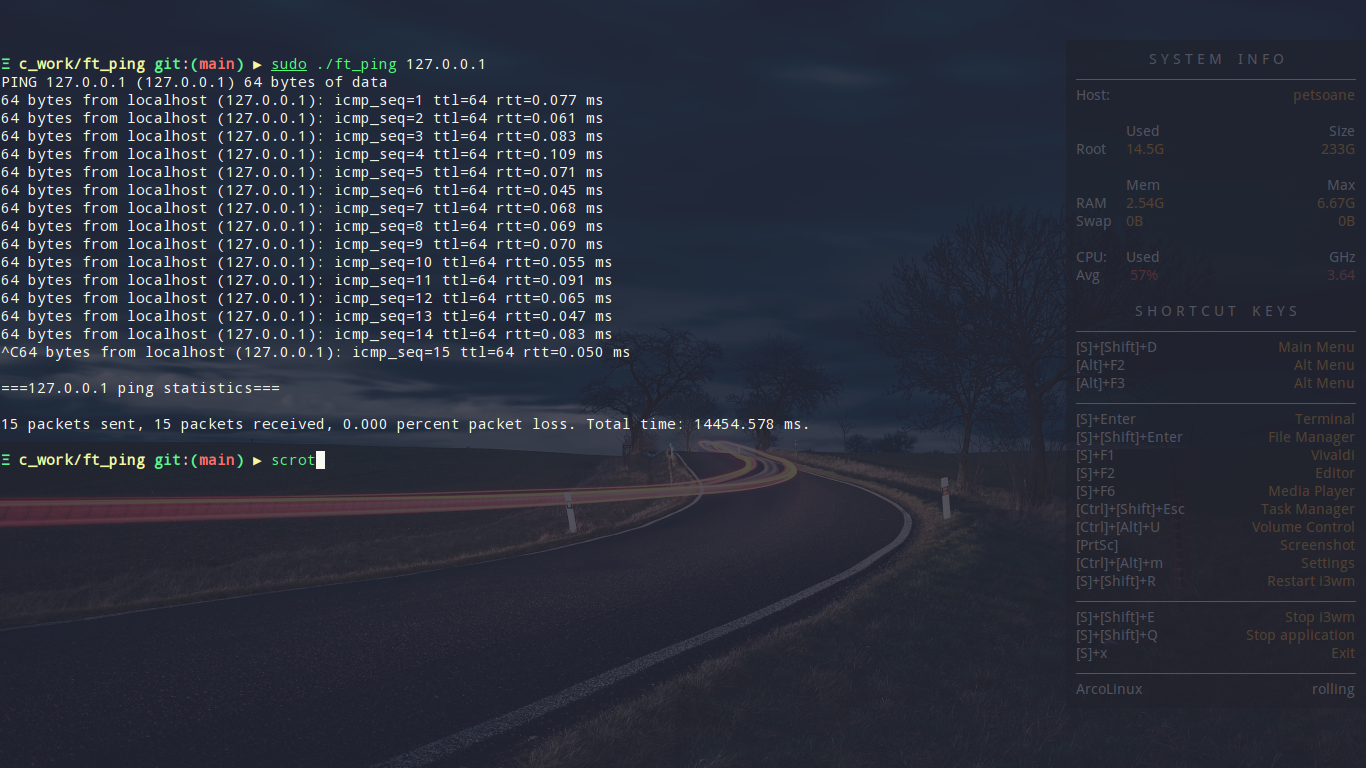 Ξ c_work/ft_ping git:(main) ▶ sudo ./ft_ping 127.0.0.1
PING 127.0.0.1 (127.0.0.1) 64 bytes of data
64 bytes from localhost (127.0.0.1): icmp_seq=1 ttl=64 rtt=0.077 ms
64 bytes from localhost (127.0.0.1): icmp_seq=2 ttl=64 rtt=0.061 ms
64 bytes from localhost (127.0.0.1): icmp_seq=3 ttl=64 rtt=0.083 ms
64 bytes from localhost (127.0.0.1): icmp_seq=4 ttl=64 rtt=0.109 ms
64 bytes from localhost (127.0.0.1): icmp_seq=5 ttl=64 rtt=0.071 ms
64 bytes from localhost (127.0.0.1): icmp_seq=6 ttl=64 rtt=0.045 ms
64 bytes from localhost (127.0.0.1): icmp_seq=7 ttl=64 rtt=0.068 ms
64 bytes from localhost (127.0.0.1): icmp_seq=8 ttl=64 rtt=0.069 ms
64 bytes from localhost (127.0.0.1): icmp_seq=9 ttl=64 rtt=0.070 ms
64 bytes from localhost (127.0.0.1): icmp_seq=10 ttl=64 rtt=0.055 ms
64 bytes from localhost (127.0.0.1): icmp_seq=11 ttl=64 rtt=0.091 ms
64 bytes from localhost (127.0.0.1): icmp_seq=12 ttl=64 rtt=0.065 ms
64 bytes from localhost (127.0.0.1): icmp_seq=13 ttl=64 rtt=0.047 ms
64 bytes from localhost (127.0.0.1): icmp_seq=14 ttl=64 rtt=0.083 ms
^C64 bytes from localhost (127.0.0.1): icmp_seq=15 ttl=64 rtt=0.050 ms
===127.0.0.1 ping statistics===
15 packets sent, 15 packets received, 0.000 percent packet loss. Total time: 14454.578 ms.
Ξ c_work/ft_ping git:(main) ▶ scrot
SYSTEM INFO
Host: petsoane
Used Size
Root 14.5G 233G
Mem Max
RAM 2.54G 6.67G
Swap 0B 0B
CPU: Used GHz
Avg 57% 3.64
SHORTCUT KEYS
[S]+[Shift]+D Main Menu
[Alt]+F2 Alt Menu
[Alt]+F3 Alt Menu
[S]+Enter Terminal
[S]+[Shift]+Enter File Manager
[S]+F1 Vivaldi
[S]+F2 Editor
[S]+F6 Media Player
[Ctrl]+[Shift]+Esc Task Manager
[Ctrl]+[Alt]+U Volume Control
[PrtSc] Screenshot
[Ctrl]+[Alt]+m Settings
[S]+[Shift]+R Restart i3wm
[S]+[Shift]+E Stop i3wm
[S]+[Shift]+Q Stop application
[S]+x Exit
ArcoLinux rolling